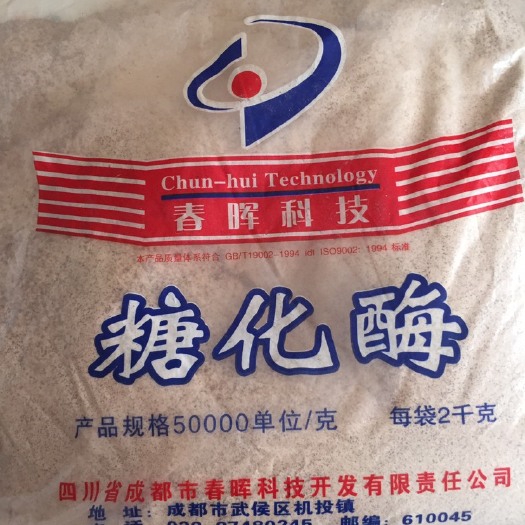 Chun-hui Technology
春晖科技
本产品质量体系符合 GB/T19002-1994 idt ISO9002: 1994 标准
糖化酶
产品规格50000单位/克 每袋2千克
四川省成都市春晖科技开发有限责任公司
地 址: 成都市武侯区机投镇
邮编: 610045